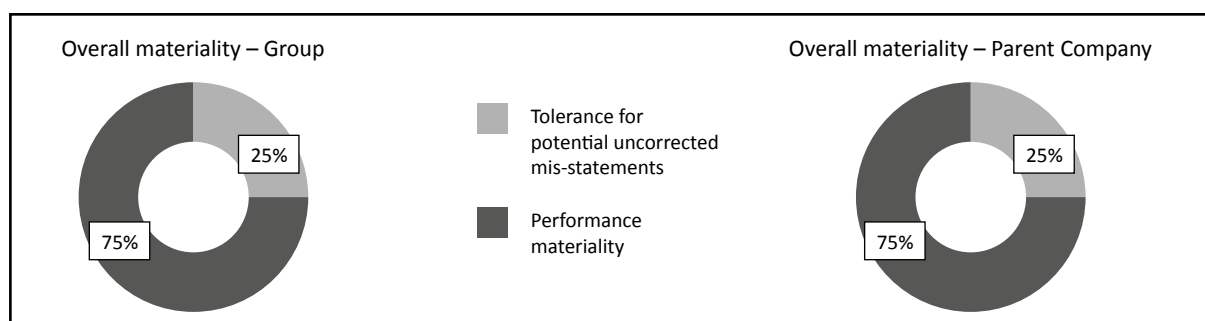 Overall materiality – Group
25%
75%
Tolerance for
potential uncorrected
mis-statements
Performance
materiality
Overall materiality – Parent Company
25%
75%